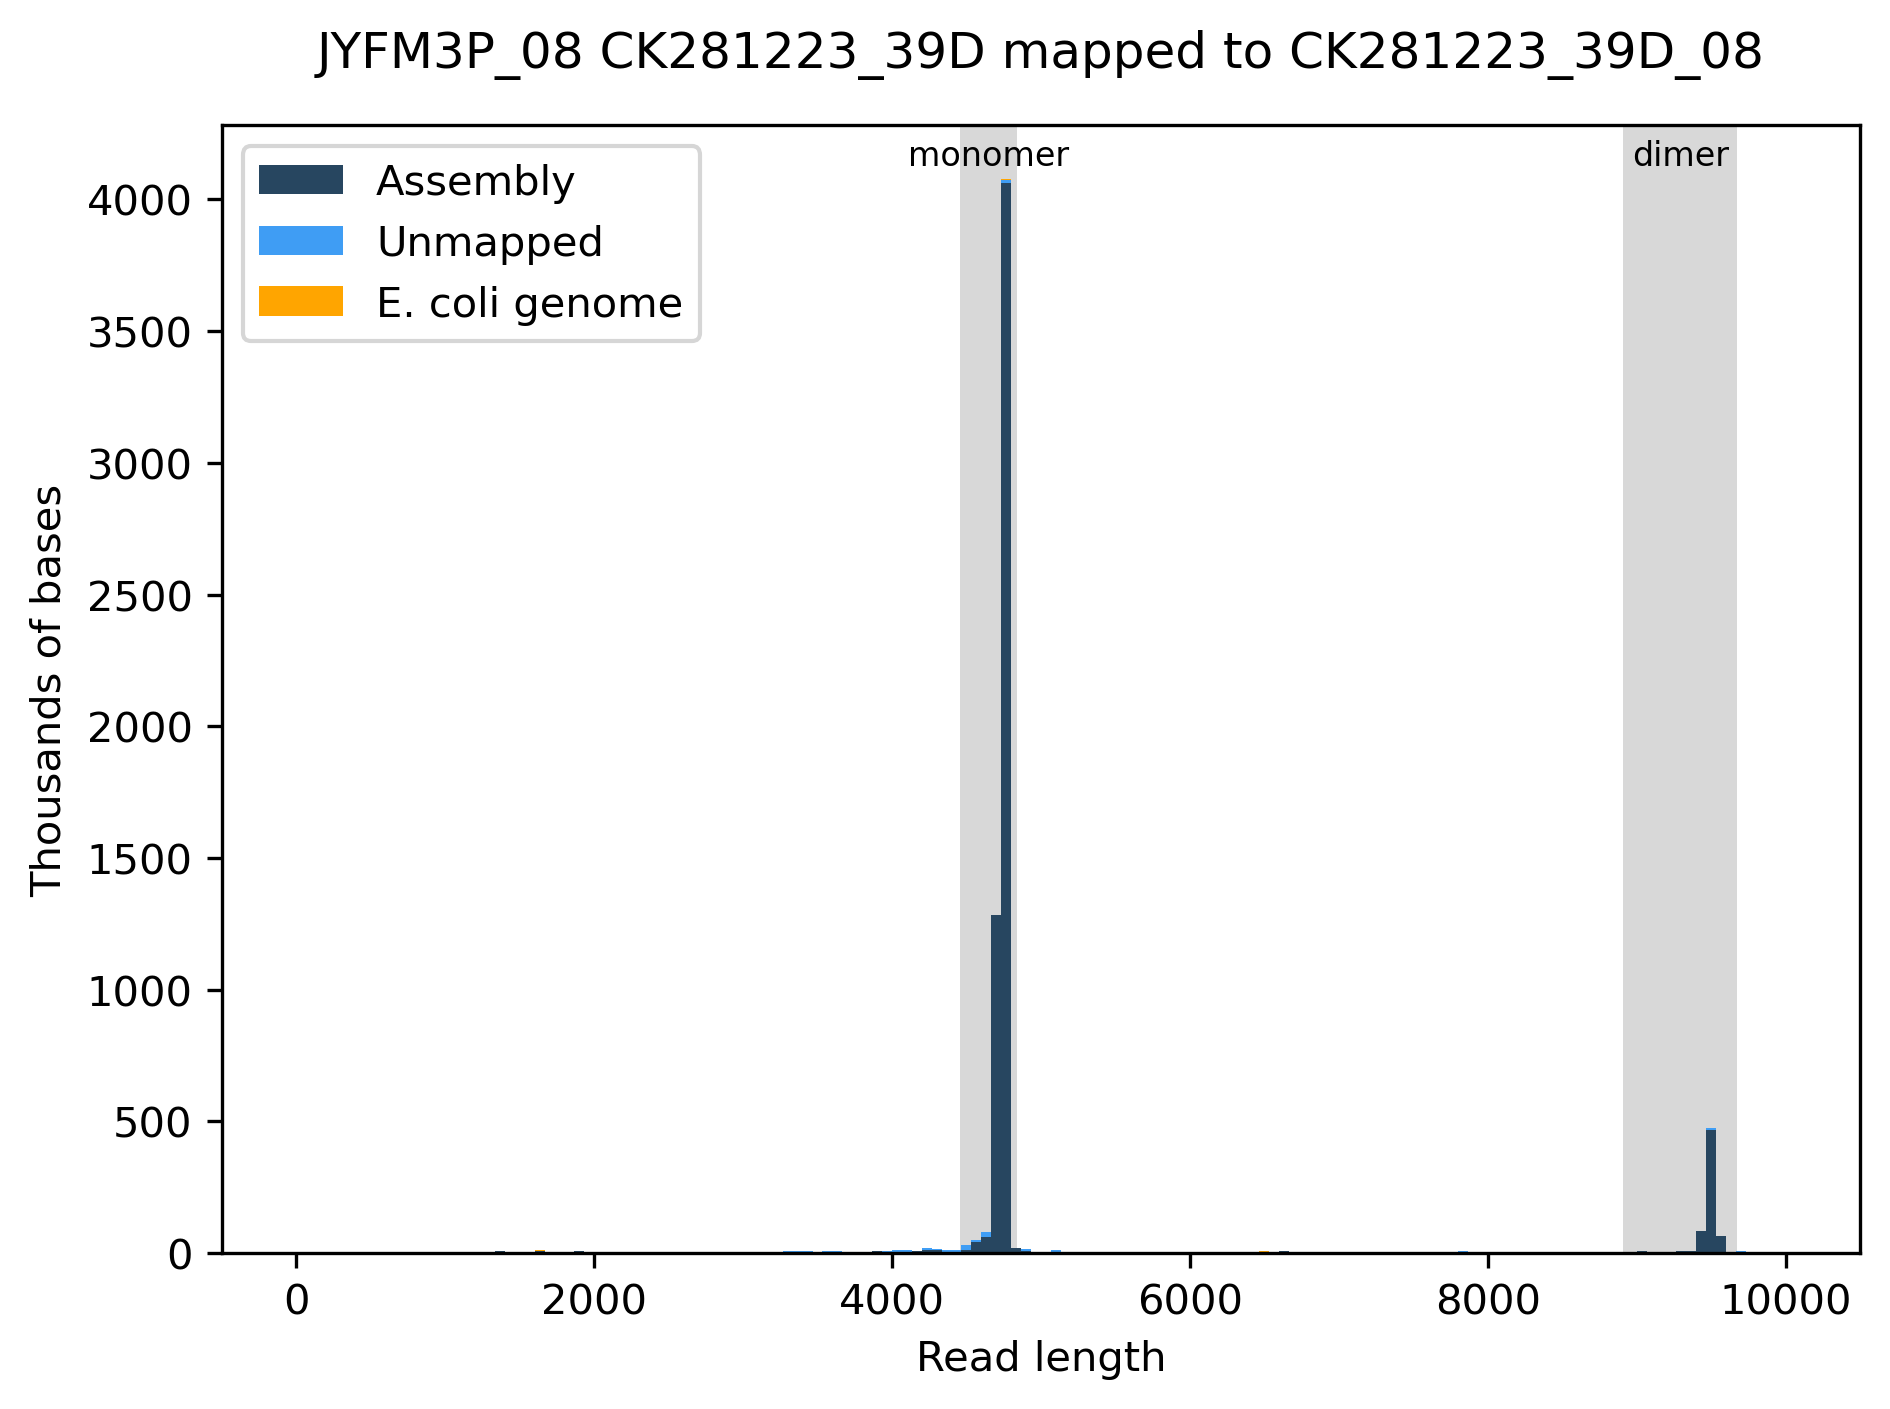 JYFM3P_08 CK281223_39D mapped to CK281223_39D_08
Assembly
Unmapped
E. coli genome
monomer
dimer
4000
3500
3000
2500
2000
1500
1000
500
0
Thousands of bases
0
2000
4000
6000
8000
10000
Read length